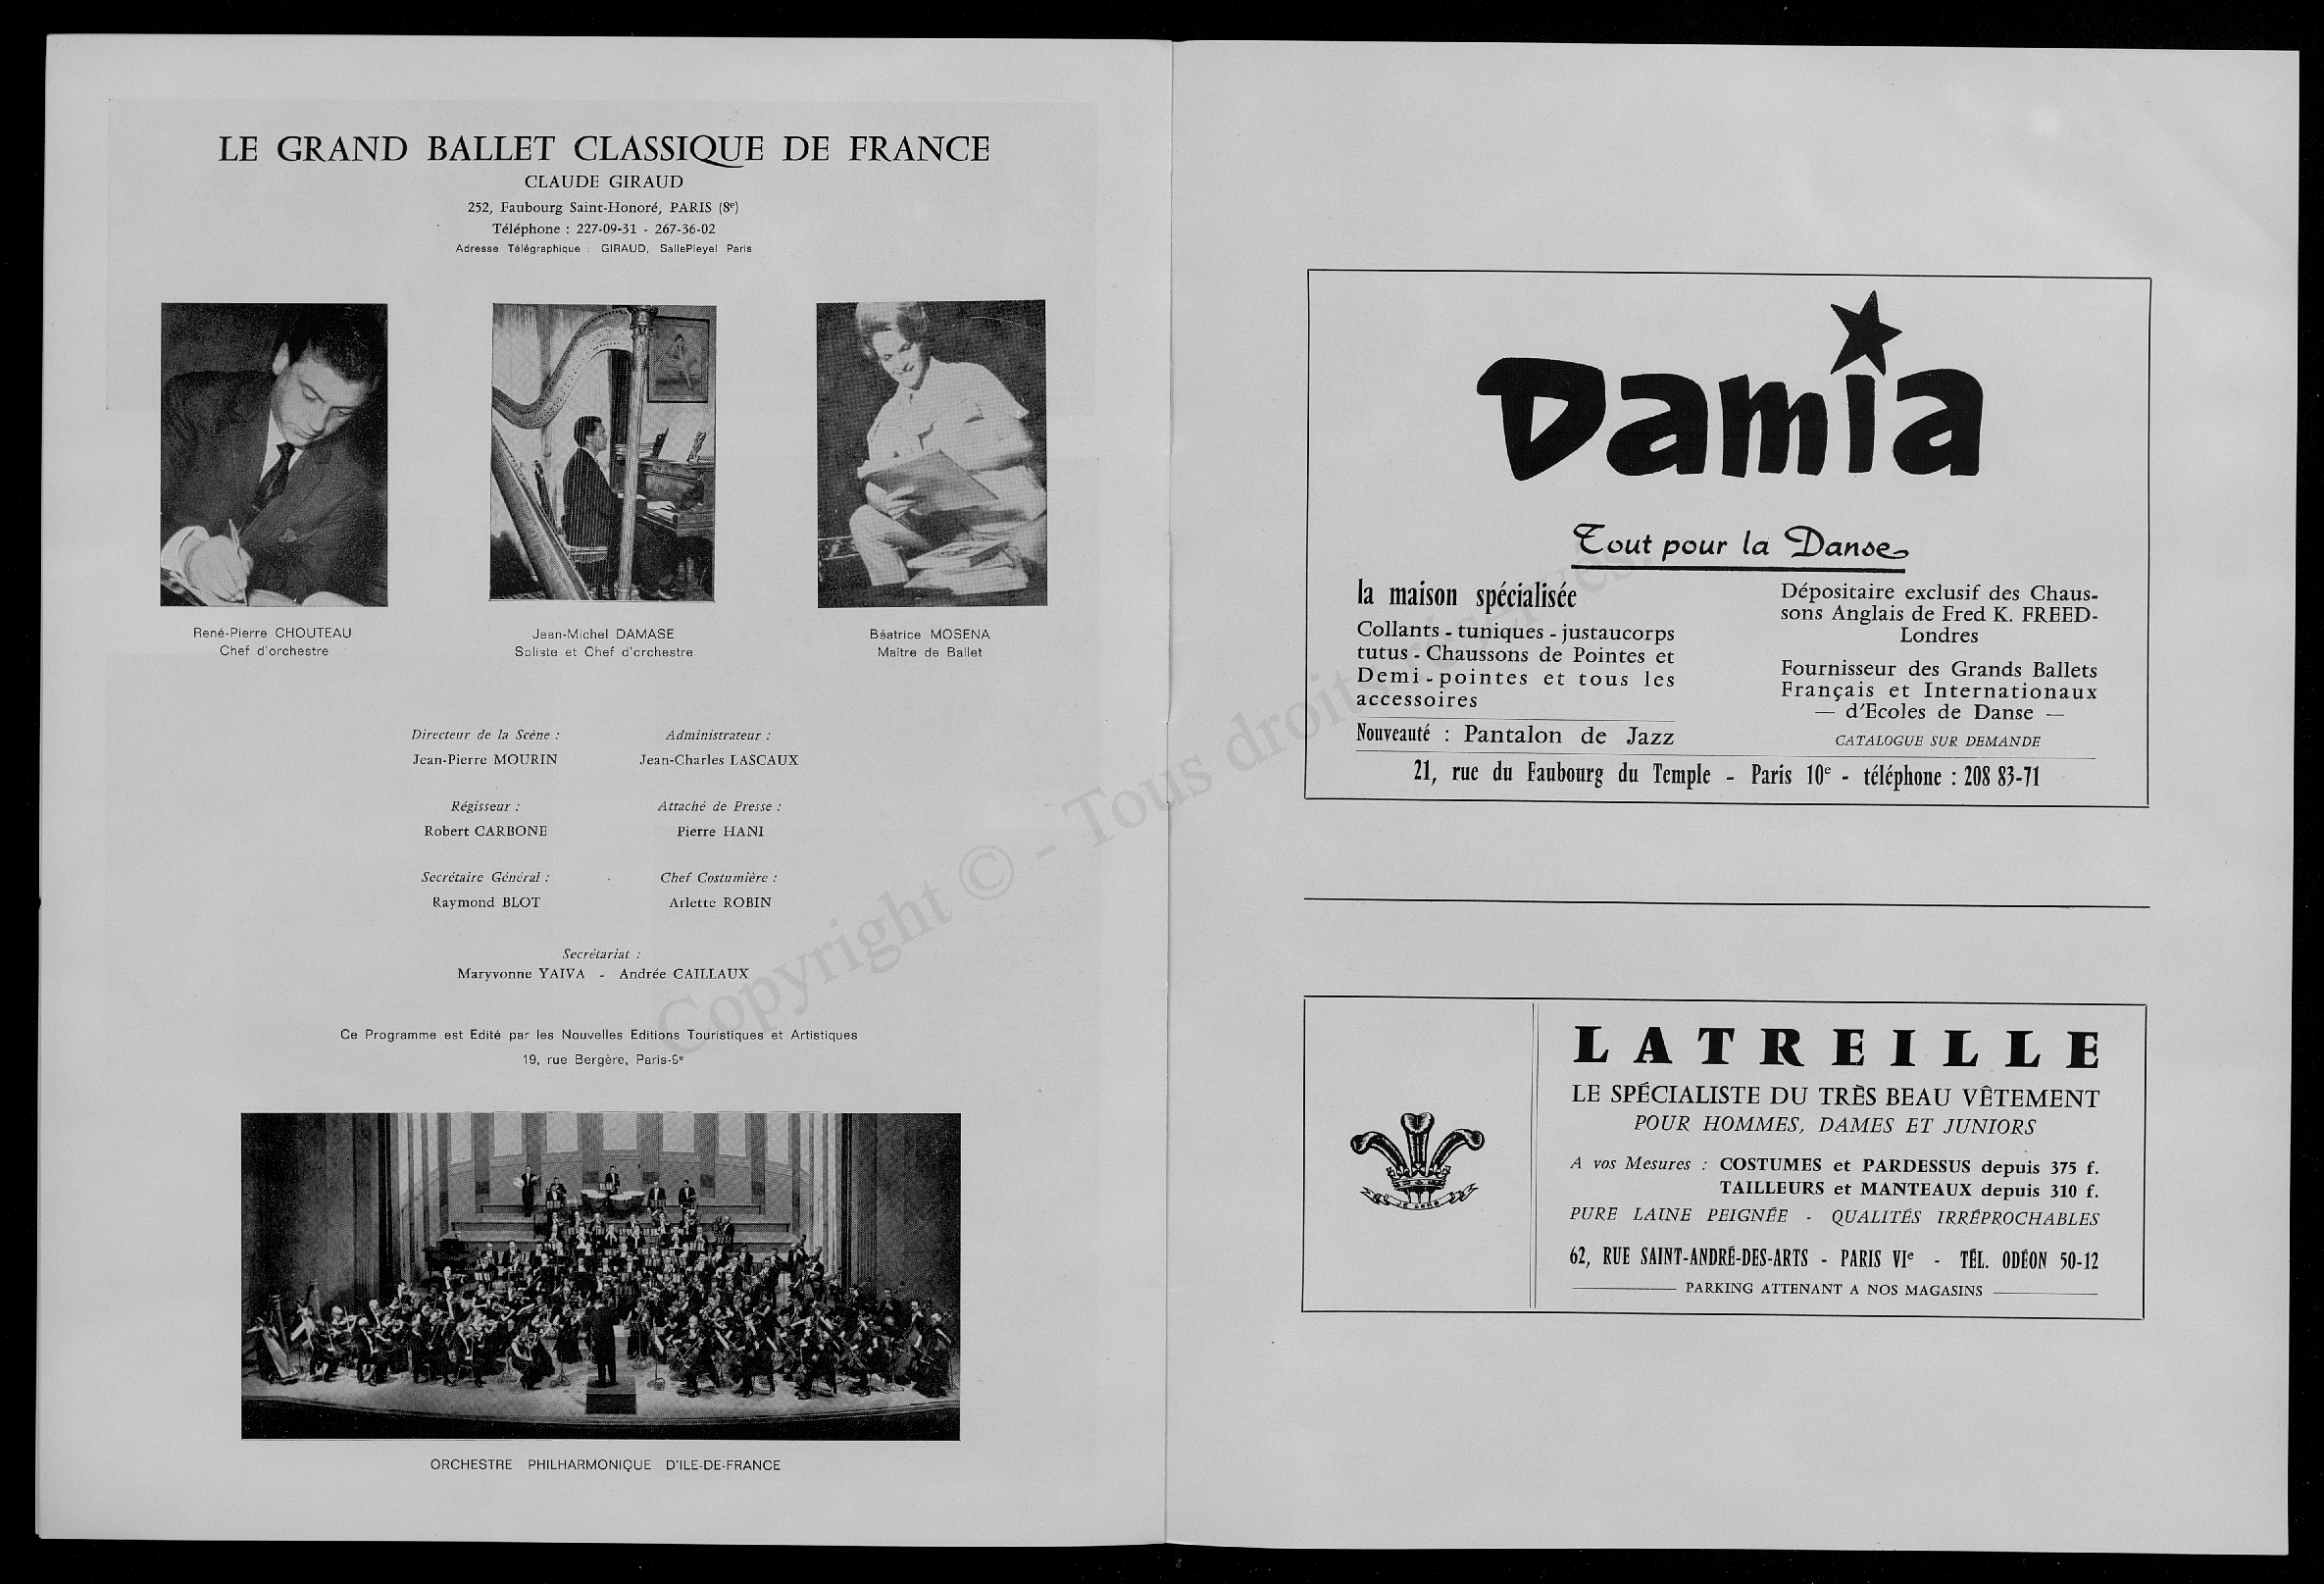 LE GRAND BALLET CLASSIQUE DE FRANCE
CLAUDE GIRAUD
252, Faubourg Saint-Honoré, PARIS (8e)
Téléphone : 227-09-31 - 267-36-02
Adresse Télégraphique : GIRAUD, SallePleyel Paris
René-Pierre CHOUTEAU
Chef d'orchestre
Jean-Michel DAMASE
Soliste et Chef d'orchestre
Béatrice MOSENA
Maître de Ballet
Directeur de la Scène :
Jean-Pierre MOURIN
Administrateur :
Jean-Charles LASCAUX
Régisseur :
Robert CARBONE
Attaché de Presse :
Pierre HANI
Secrétaire Général :
Raymond BLOT
Chef Costumière :
Arlette ROBIN
Secrétariat :
Maryvonne YAIVA - Andrée CAILLAUX
Ce Programme est Edité par les Nouvelles Editions Touristiques et Artistiques
19, rue Bergère, Paris-9e
ORCHESTRE PHILHARMONIQUE D'ILE-DE-FRANCE
Damia
Tout pour la Danse
la maison spécialisée
Collants - tuniques - justaucorps
tutus - Chaussons de Pointes et
Demi-pointes et tous les
accessoires
Nouveauté : Pantalon de Jazz
Dépositaire exclusif des Chaus-
sons Anglais de Fred K. FREED-
Londres
Fournisseur des Grands Ballets
Français et Internationaux
— d'Ecoles de Danse —
CATALOGUE SUR DEMANDE
21, rue du Faubourg du Temple - Paris 10e - téléphone : 208 83-71
LATREILLE
LE SPÉCIALISTE DU TRÈS BEAU VÊTEMENT
POUR HOMMES, DAMES ET JUNIORS
A vos Mesures : COSTUMES et PARDESSUS depuis 375 f.
TAILLEURS et MANTEAUX depuis 310 f.
PURE LAINE PEIGNÉE - QUALITÉS IRRÉPROCHABLES
62, RUE SAINT-ANDRÉ-DES-ARTS - PARIS VIe - TÉL. ODÉON 50-12
PARKING ATTENANT A NOS MAGASINS
Copyright © - Tous droits réservés